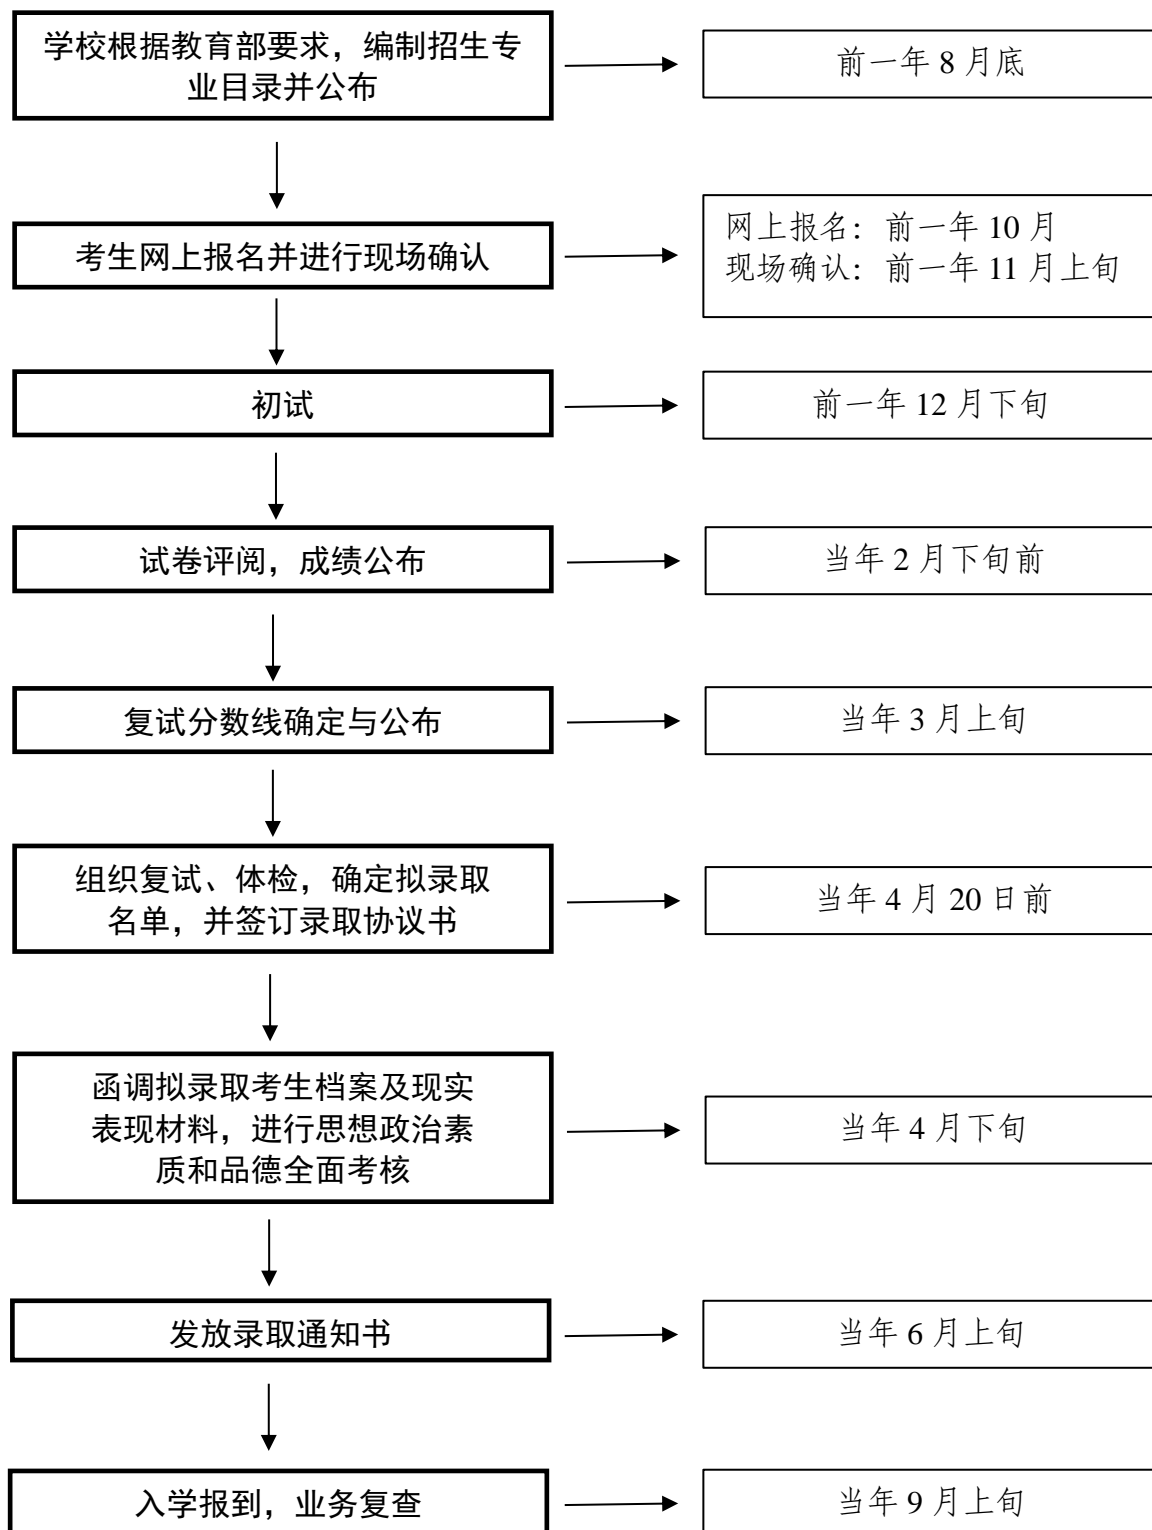 学校根据教育部要求，编制招生专
业目录并公布
前一年 8 月底
考生网上报名并进行现场确认
网上报名：前一年 10 月
现场确认：前一年 11 月上旬
初试
前一年 12 月下旬
试卷评阅，成绩公布
当年 2 月下旬前
复试分数线确定与公布
当年 3 月上旬
组织复试、体检，确定拟录取
名单，并签订录取协议书
当年 4 月 20 日前
函调拟录取考生档案及现实
表现材料，进行思想政治素
质和品德全面考核
当年 4 月下旬
发放录取通知书
当年 6 月上旬
入学报到，业务复查
当年 9 月上旬